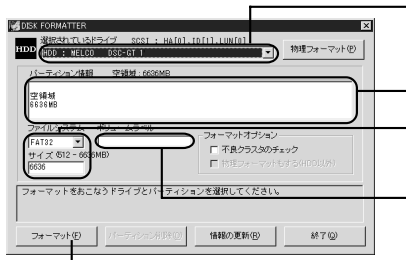 DISK FORMATTER
選択されているドライブ SCSI : HA[0].ID[1].LUN[0]
HDD
HDD : MELCO DSC-GT 1
物理フォーマット(P)
パーティション情報 空領域 : 6636MB
空領域
6636MB
ファイルシステム ボリュームラベル
FAT32
サイズ (512 - 6636MB)
6636
フォーマットオプション
不良クラスタのチェック
物理フォーマットもする(HDD以外)
フォーマットをおこなうドライブとパーティションを選択してください。
フォーマット(F)
パーティション削除(D)
情報の更新(R)
終了(Q)